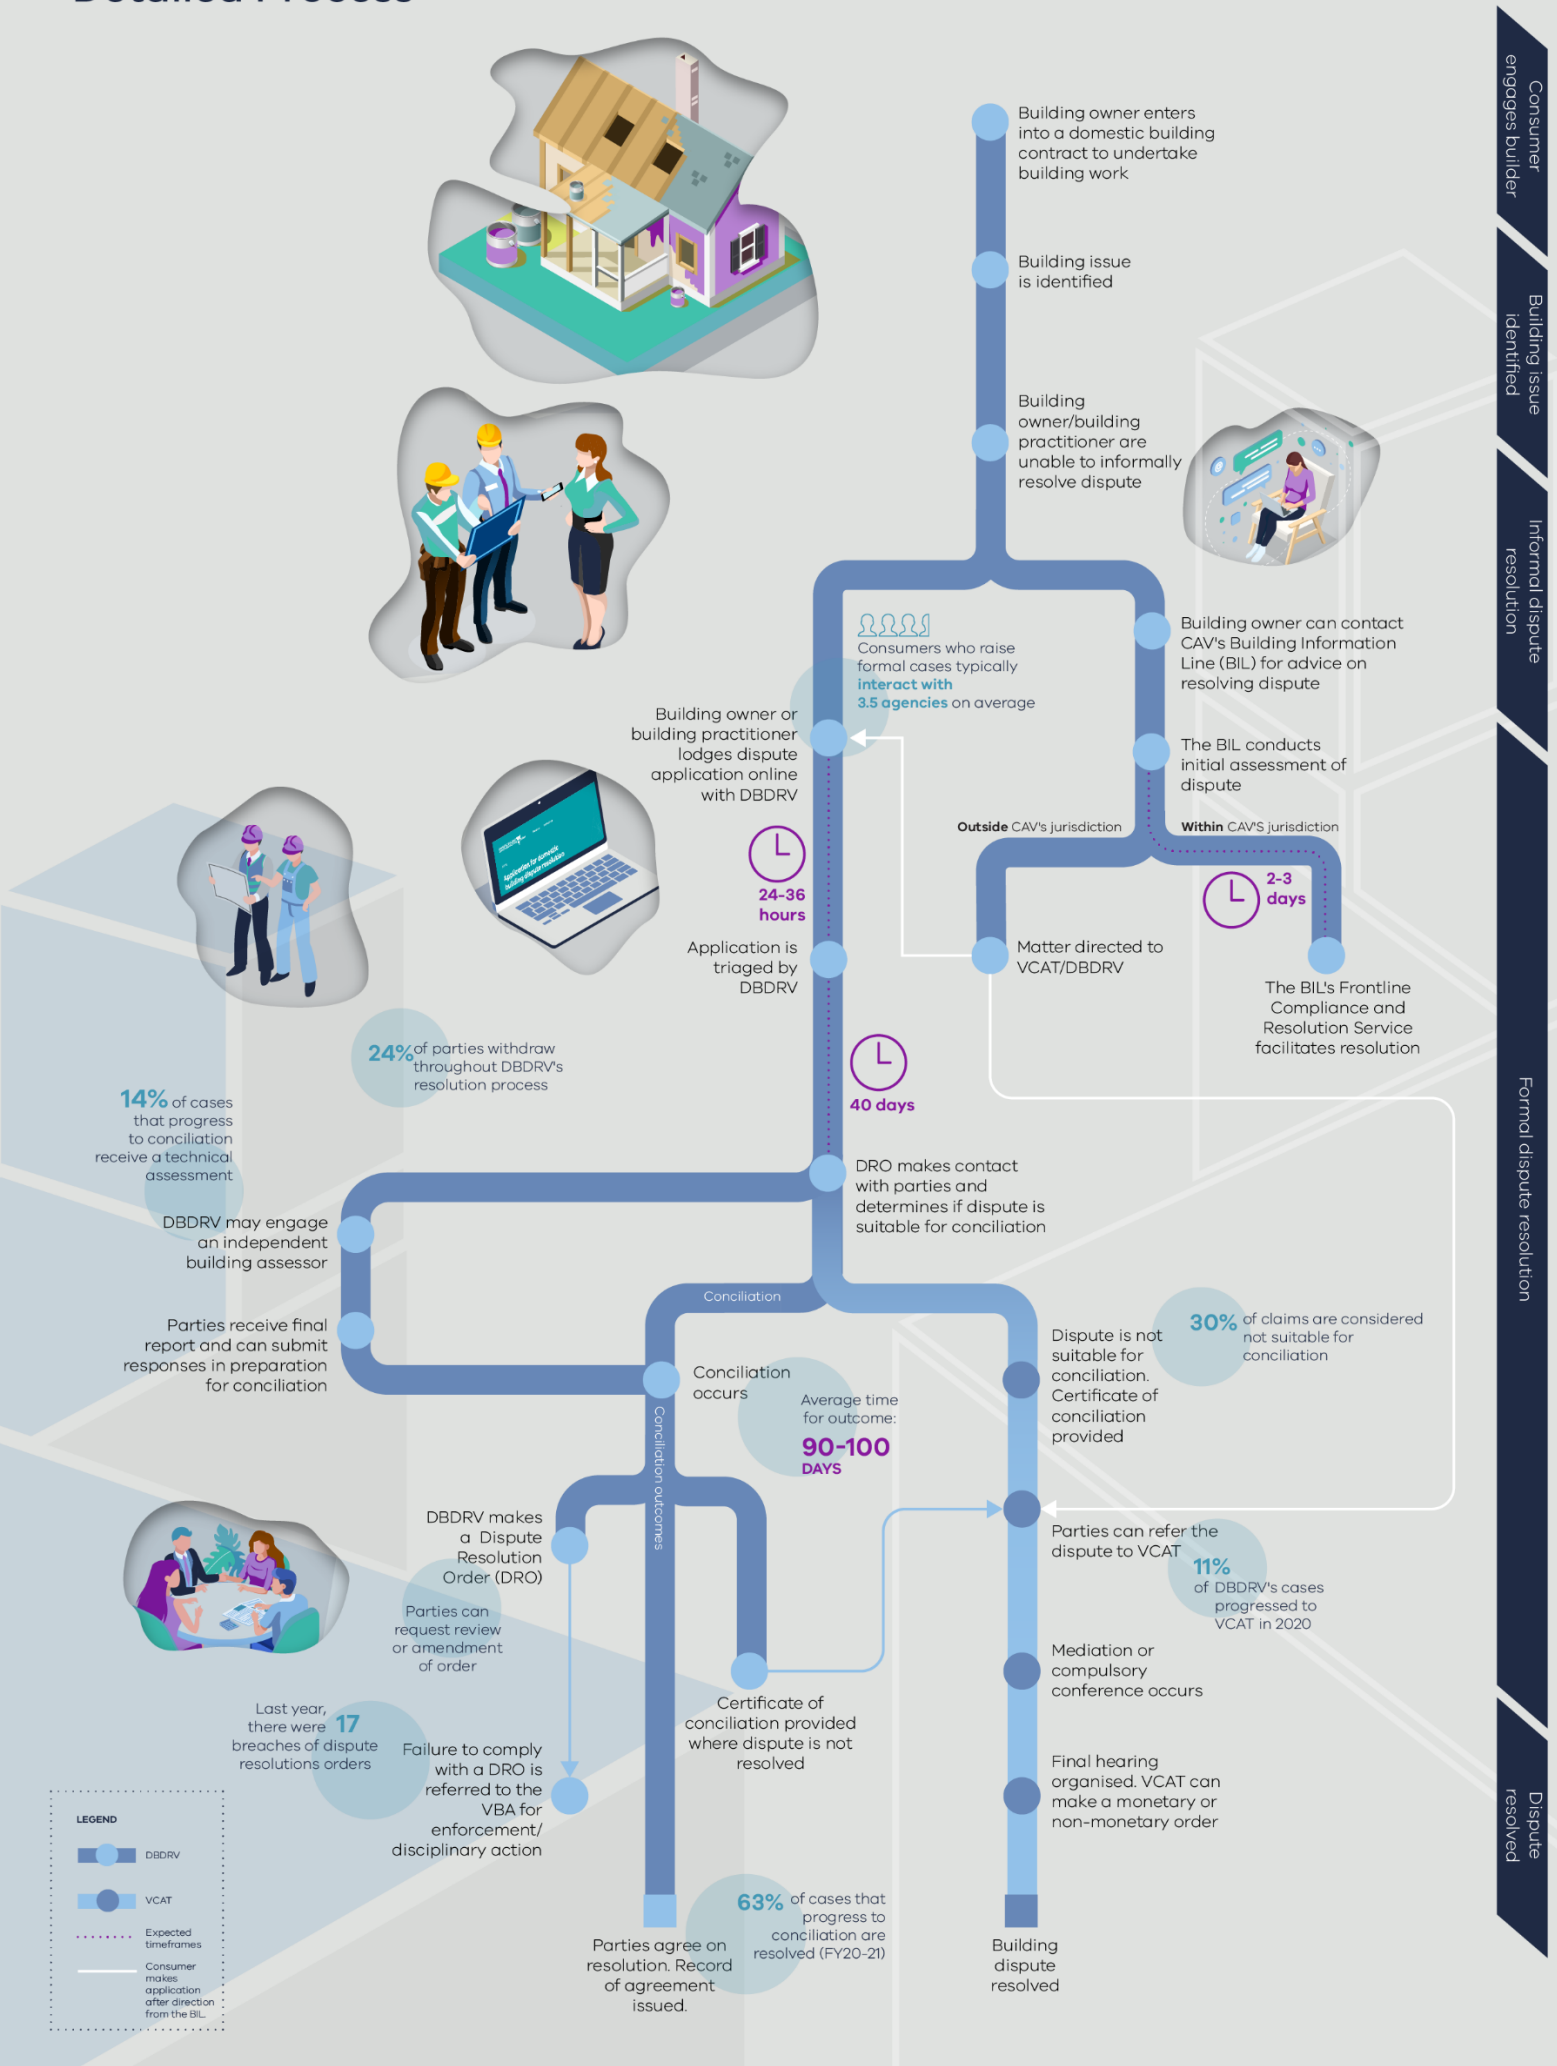 Detailed Process
Consumer
engages builder
Building owner enters
into a domestic building
contract to undertake
building work
Building issue
identified
Building issue
is identified
Building
owner/building
practitioner are
unable to informally
resolve dispute
Informal dispute
resolution
Consumers who raise
formal cases typically
interact with
3.5 agencies on average
Building owner can contact
CAV's Building Information
Line (BIL) for advice on
resolving dispute
Building owner or
building practitioner
lodges dispute
application online
with DBDRV
The BIL conducts
initial assessment of
dispute
Application for domestic
building dispute resolution
Outside CAV's jurisdiction
Within CAV'S jurisdiction
24-36
hours
2-3
days
Application is
triaged by
DBDRV
Matter directed to
VCAT/DBDRV
The BIL's Frontline
Compliance and
Resolution Service
facilitates resolution
Formal dispute resolution
24% of parties withdraw
throughout DBDRV's
resolution process
40 days
14% of cases
that progress
to conciliation
receive a technical
assessment
DRO makes contact
with parties and
determines if dispute is
suitable for conciliation
DBDRV may engage
an independent
building assessor
Conciliation
Parties receive final
report and can submit
responses in preparation
for conciliation
30% of claims are considered
not suitable for
conciliation
Dispute is not
suitable for
conciliation.
Certificate of
conciliation
provided
Conciliation
occurs
Average time
for outcome:
90-100
DAYS
Conciliation outcomes
DBDRV makes
a Dispute
Resolution
Order (DRO)
Parties can refer the
dispute to VCAT
11%
of DBDRV's cases
progressed to
VCAT in 2020
Parties can
request review
or amendment
of order
Mediation or
compulsory
conference occurs
Certificate of
conciliation provided
where dispute is not
resolved
Last year,
there were 17
breaches of dispute
resolutions orders
Failure to comply
with a DRO is
referred to the
VBA for
enforcement/
disciplinary action
Final hearing
organised. VCAT can
make a monetary or
non-monetary order
Dispute
resolved
LEGEND
DBDRV
VCAT
Expected
timeframes
Consumer
makes
application
after direction
from the BIL.
63% of cases that
progress to
conciliation are
resolved (FY20-21)
Parties agree on
resolution. Record
of agreement
issued.
Building
dispute
resolved